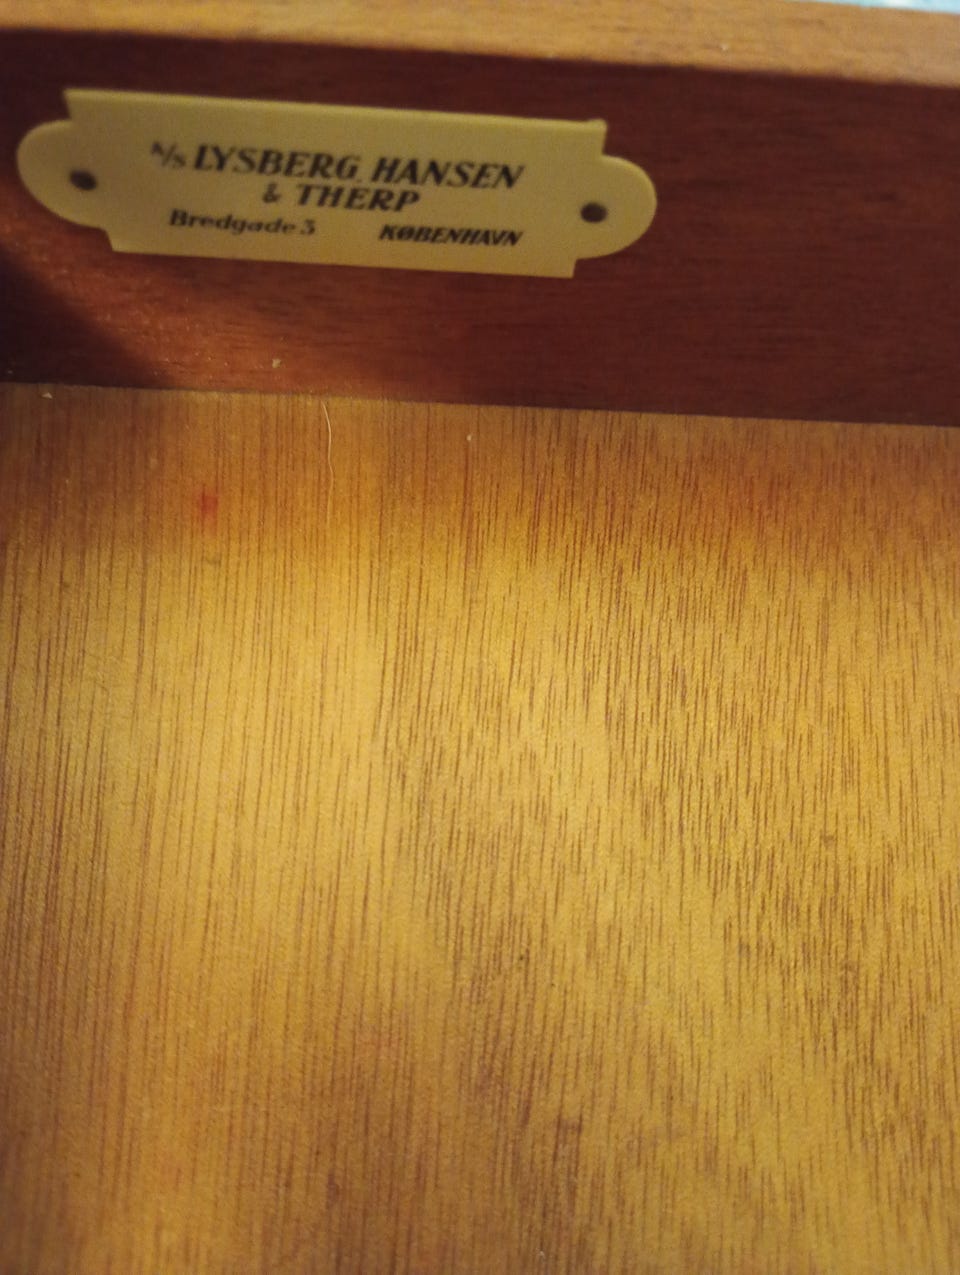 A/S LYSBERG, HANSEN
& THERP
Bredgade 3 KØBENHAVN